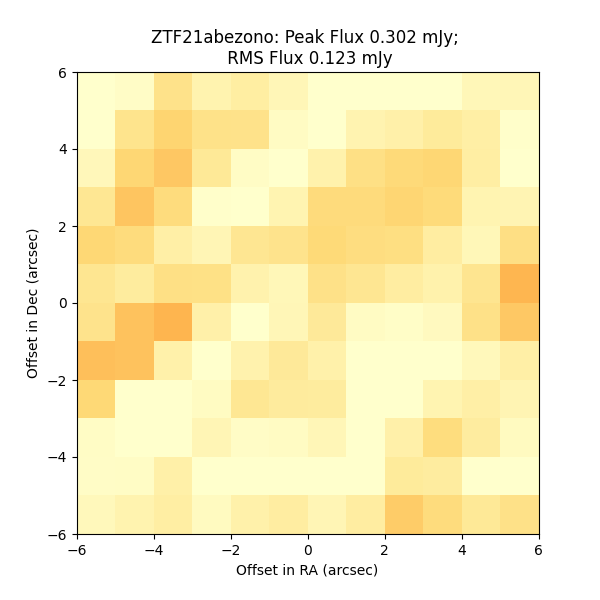 ZTF21abezono: Peak Flux 0.302 mJy;
RMS Flux 0.123 mJy
6
4
2
0
−2
−4
−6
Offset in Dec (arcsec)
−6 −4 −2 0 2 4 6
Offset in RA (arcsec)